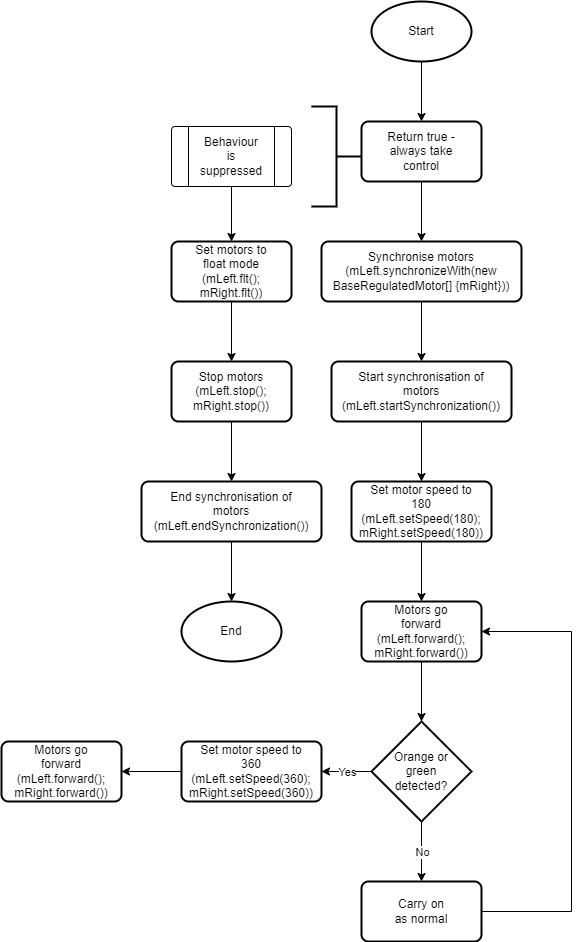 Start
Return true -
always take
control
Behaviour
is
suppressed
Set motors to
float mode
(mLeft.flt();
mRight.flt())
Synchronise motors
(mLeft.synchronizeWith(new
BaseRegulatedMotor[] {mRight}))
Stop motors
(mLeft.stop();
mRight.stop())
Start synchronisation of
motors
(mLeft.startSynchronization())
End synchronisation of
motors
(mLeft.endSynchronization())
Set motor speed to
180
(mLeft.setSpeed(180);
mRight.setSpeed(180))
End
Motors go
forward
(mLeft.forward();
mRight.forward())
Orange or
green
detected?
Yes
Set motor speed to
360
(mLeft.setSpeed(360);
mRight.setSpeed(360))
Motors go
forward
(mLeft.forward();
mRight.forward())
No
Carry on
as normal